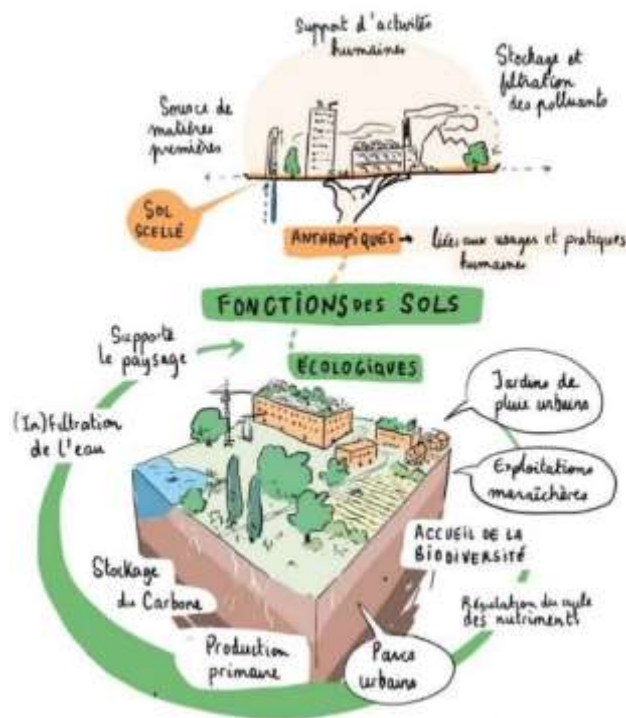 Support d'activités
humaines
Stockage et
filtration
des polluants
Source de
matières
premières
SOL
SCELLÉ
ANTHROPIQUES
liées aux usages et pratiques
humaines
FONCTIONS DES SOLS
Supporte
le paysage
ÉCOLOGIQUES
Jardins de
pluie urbains
(In)filtration
de l'eau
Exploitations
maraîchères
ACCUEIL DE LA
BIODIVERSITÉ
Stockage
du Carbone
Régulation du cycle
des nutriments
Production
primaire
Parcs
urbains